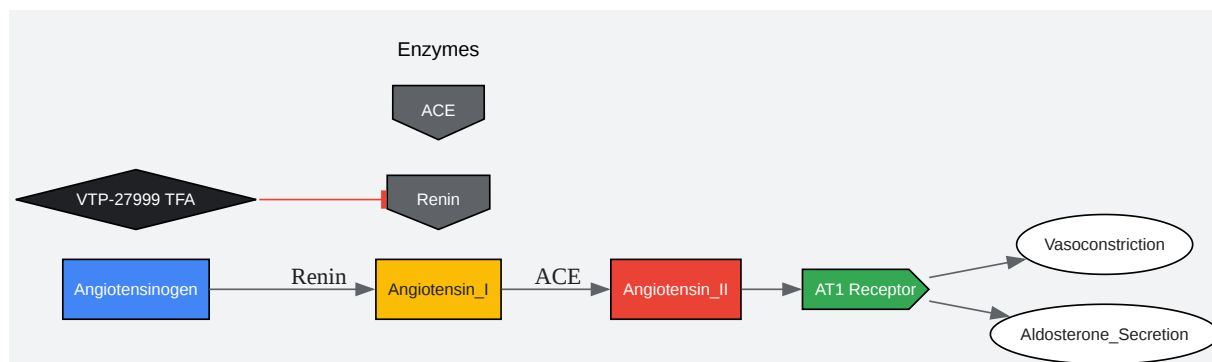 Enzymes
ACE
VTP-27999 TFA
Renin
Angiotensinogen
Renin
Angiotensin_I
ACE
Angiotensin_II
AT1 Receptor
Vasoconstriction
Aldosterone_Secretion